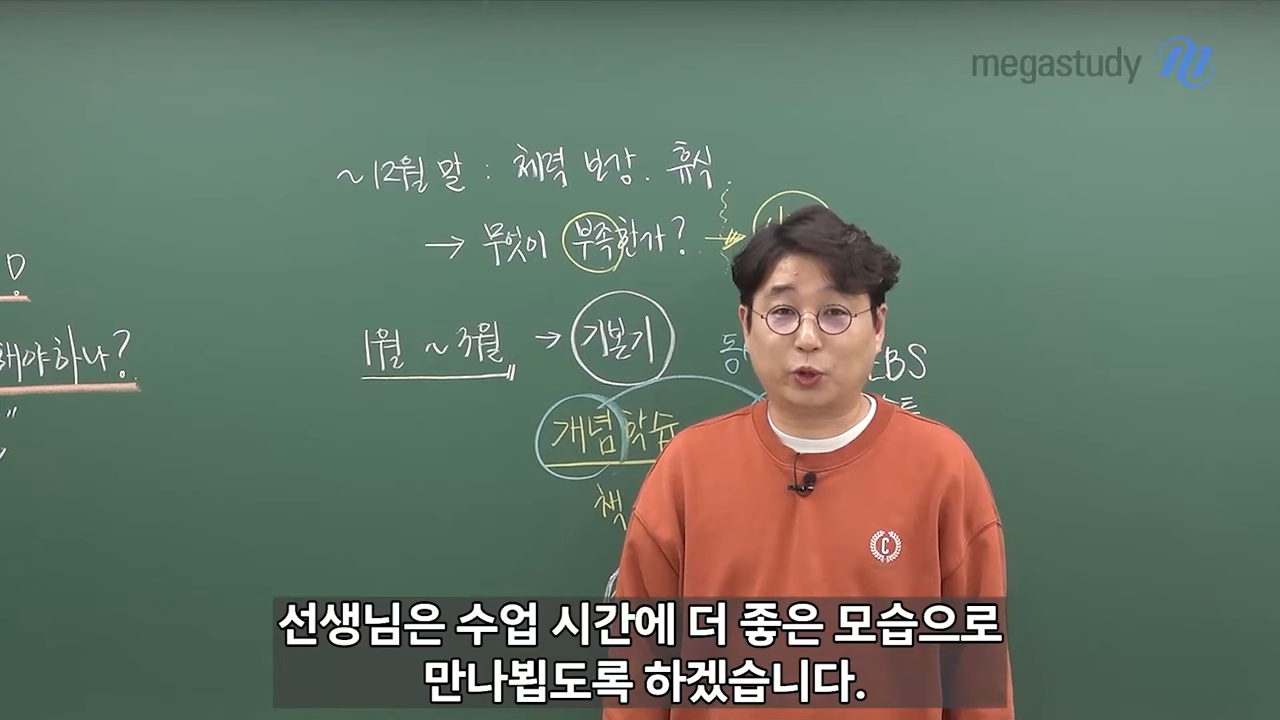 megastudy
~12월 말 : 체력 보강. 휴식.
→ 무엇이 부족한가? →
1월 ~ 3월 → 기본기
개념학습
책
EBS
해야하나?
C
선생님은 수업 시간에 더 좋은 모습으로
만나뵙도록 하겠습니다.